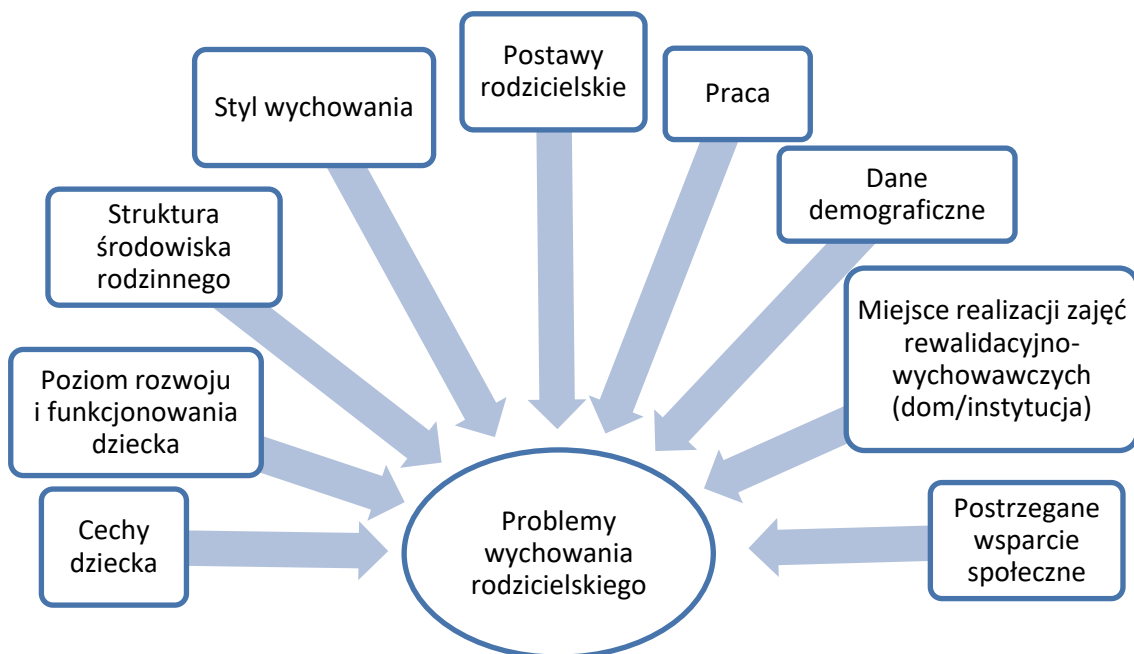 Postawy
rodzicielskie
Praca
Styl wychowania
Dane
demograficzne
Struktura
środowiska
rodzinnego
Miejsce realizacji zajęć
rewalidacyjno-
wychowawczych
(dom/instytucja)
Poziom rozwoju
i funkcjonowania
dziecka
Cechy
dziecka
Problemy
wychowania
rodzicielskiego
Postrzegane
wsparcie
społeczne